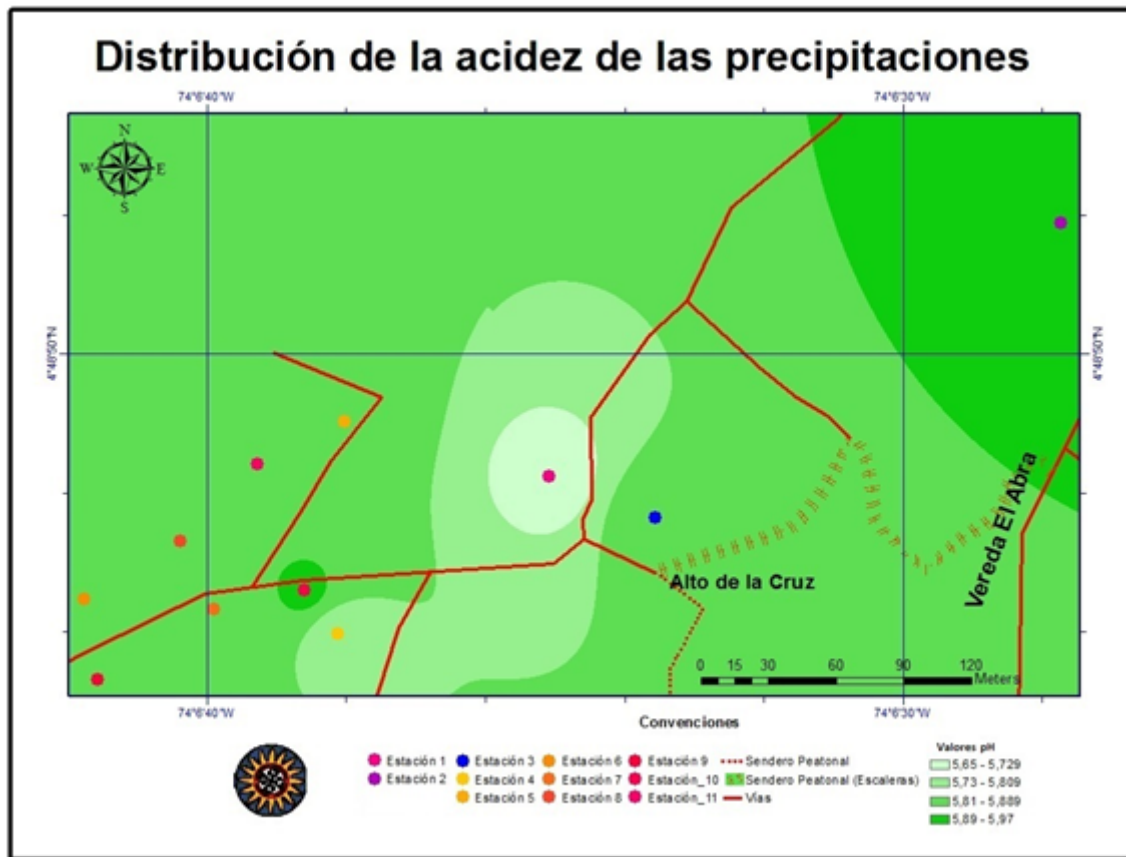 Distribución de la acidez de las precipitaciones
74°6'40"W
74°6'30"W
N
W
E
S
4°48'50"N
4°48'50"N
Vereda El Abra
Alto de la Cruz
0 15 30 60 90 120
Meters
74°6'40"W
74°6'30"W
Convenciones
Estación 1
Estación 2
Estación 3
Estación 4
Estación 5
Estación 6
Estación 7
Estación 8
Estación 9
Estación_10
Estación_11
Sendero Peatonal
Sendero Peatonal (Escaleras)
Vías
Valores pH
5,65 - 5,729
5,73 - 5,809
5,81 - 5,889
5,89 - 5,97